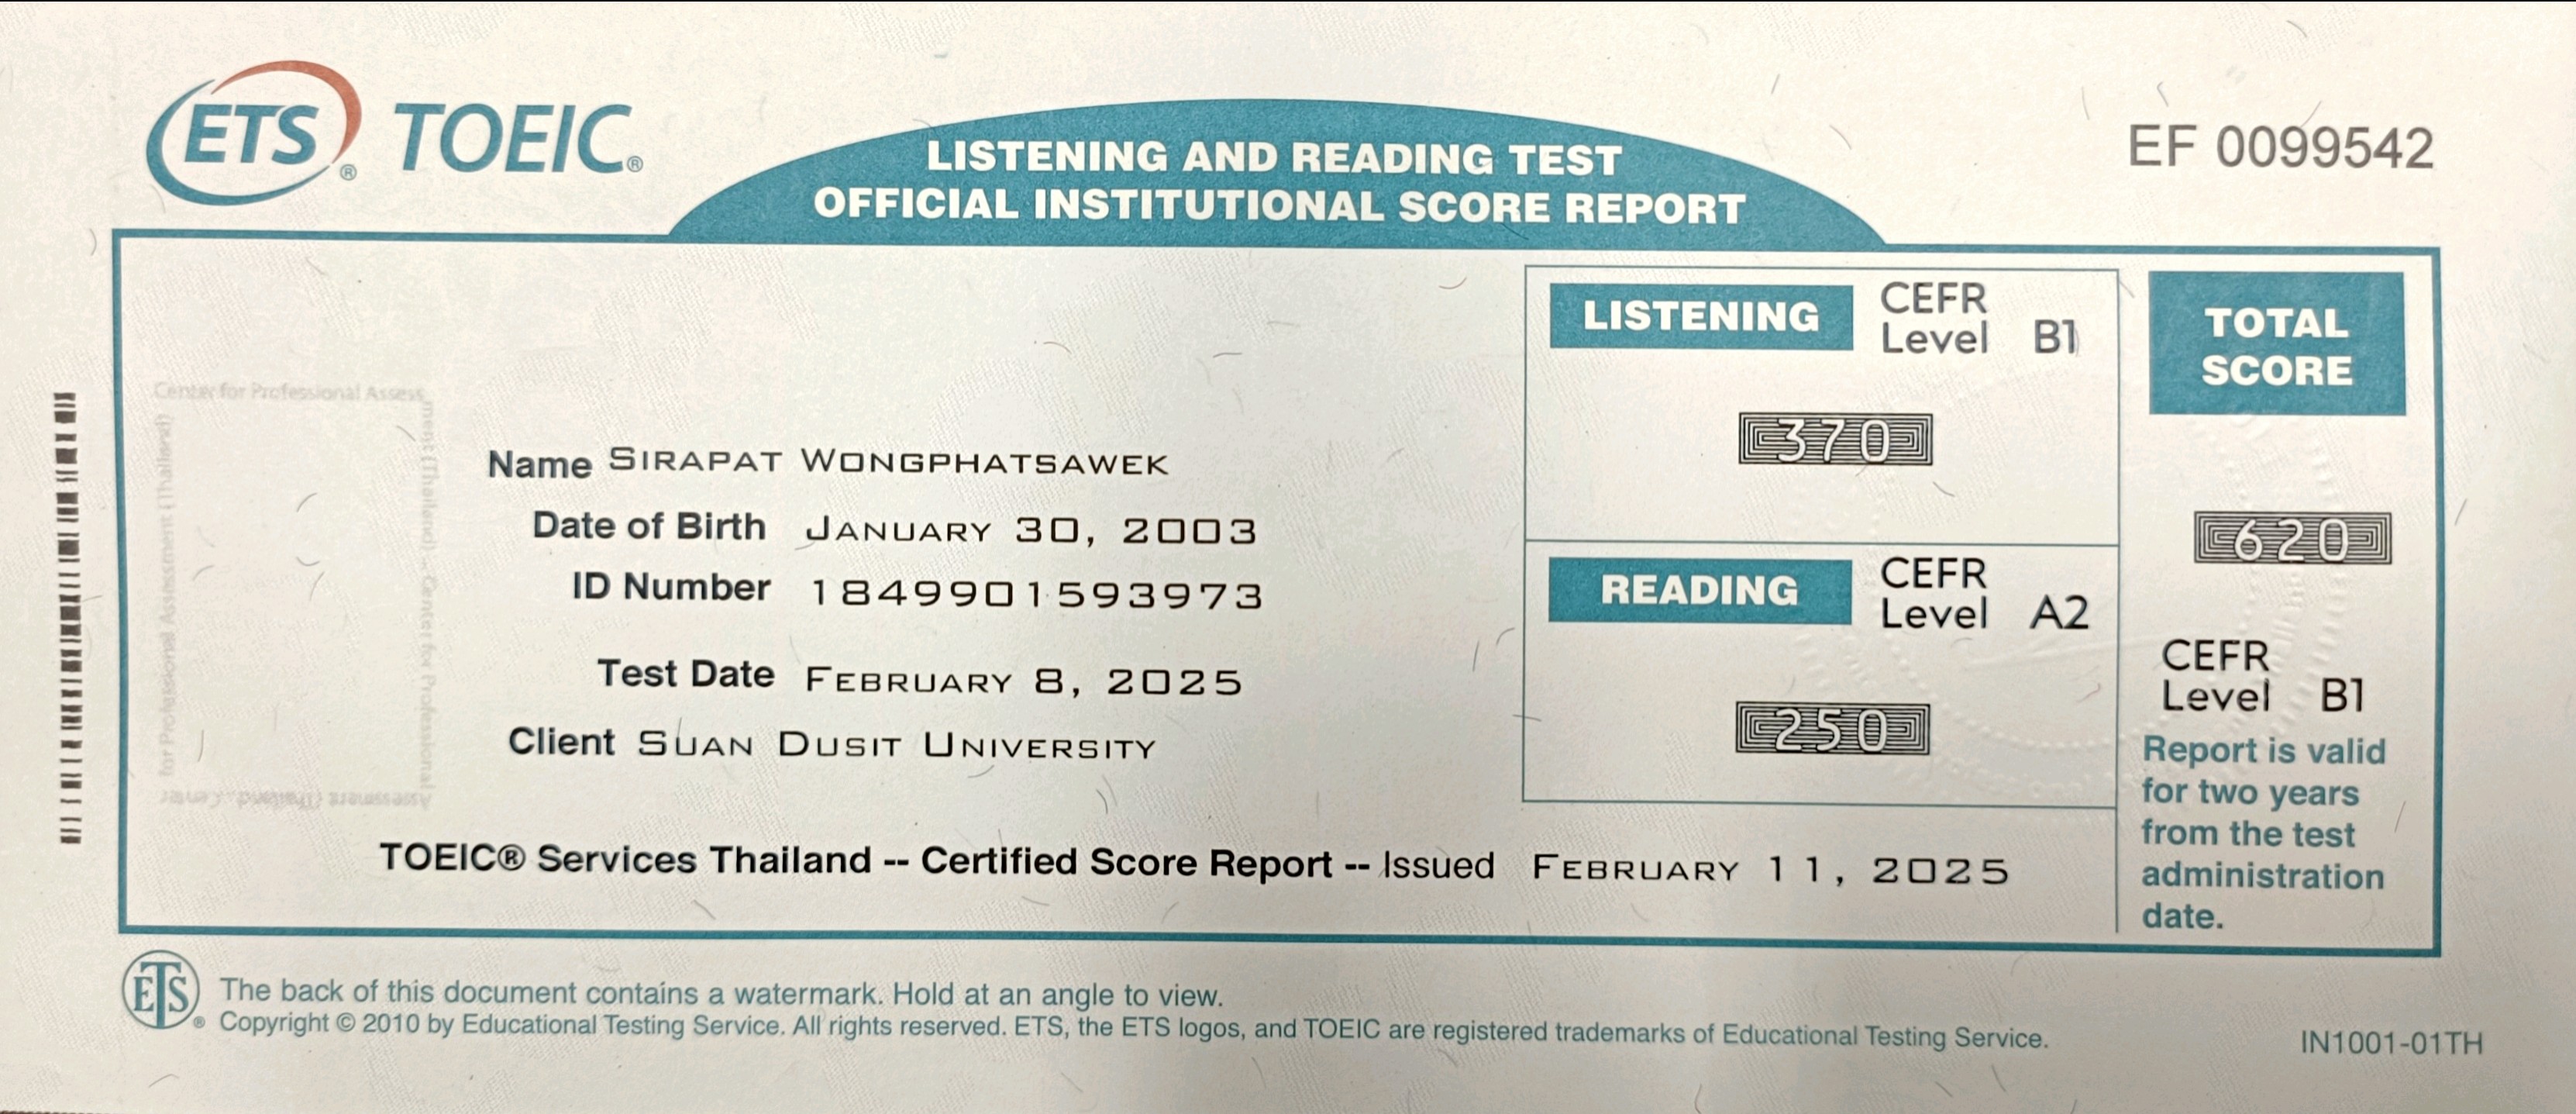 ETS® TOEIC®
LISTENING AND READING TEST
OFFICIAL INSTITUTIONAL SCORE REPORT
EF 0099542
Center for Professional Assess
ment (Thailand) - Center for Professional
for Professional Assessment (Thailand)
Name SIRAPAT WONGPHATSAWEK
Date of Birth JANUARY 30, 2003
ID Number 1849901593973
Test Date FEBRUARY 8, 2025
Client SUAN DUSIT UNIVERSITY
LISTENING
CEFR
Level B1
370
READING
CEFR
Level A2
250
TOTAL
SCORE
620
CEFR
Level B1
Report is valid
for two years
from the test
administration
date.
TOEIC® Services Thailand -- Certified Score Report -- Issued FEBRUARY 11, 2025
ETS®
The back of this document contains a watermark. Hold at an angle to view.
Copyright © 2010 by Educational Testing Service. All rights reserved. ETS, the ETS logos, and TOEIC are registered trademarks of Educational Testing Service.
IN1001-01TH